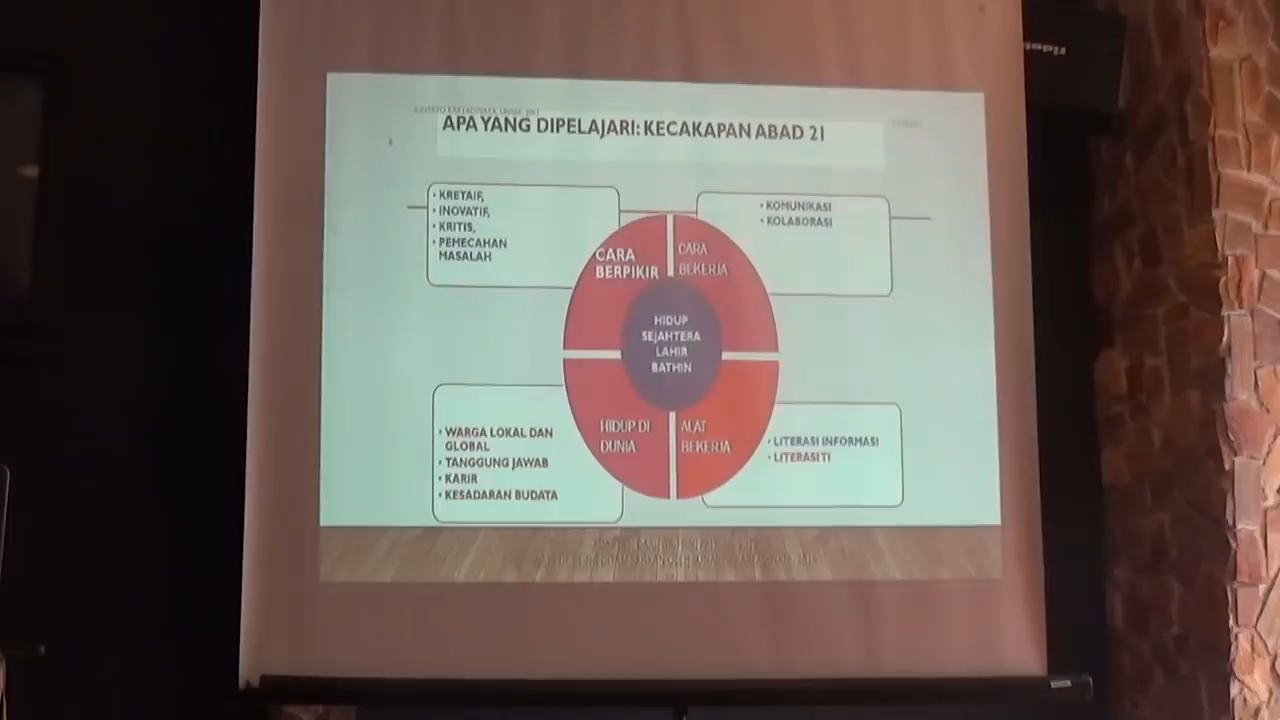 APA YANG DIPELAJARI: KECAKAPAN ABAD 21
• KRETAIF,
• INOVATIF,
• KRITIS,
• PEMECAHAN
MASALAH
• KOMUNIKASI
• KOLABORASI
CARA
BERPIKIR
CARA
BEKERJA
HIDUP
SEJAHTERA
LAHIR
BATHIN
HIDUP DI
DUNIA
ALAT
BEKERJA
• WARGA LOKAL DAN
GLOBAL
• TANGGUNG JAWAB
• KARIR
• KESADARAN BUDATA
• LITERASI INFORMASI
• LITERASI TI